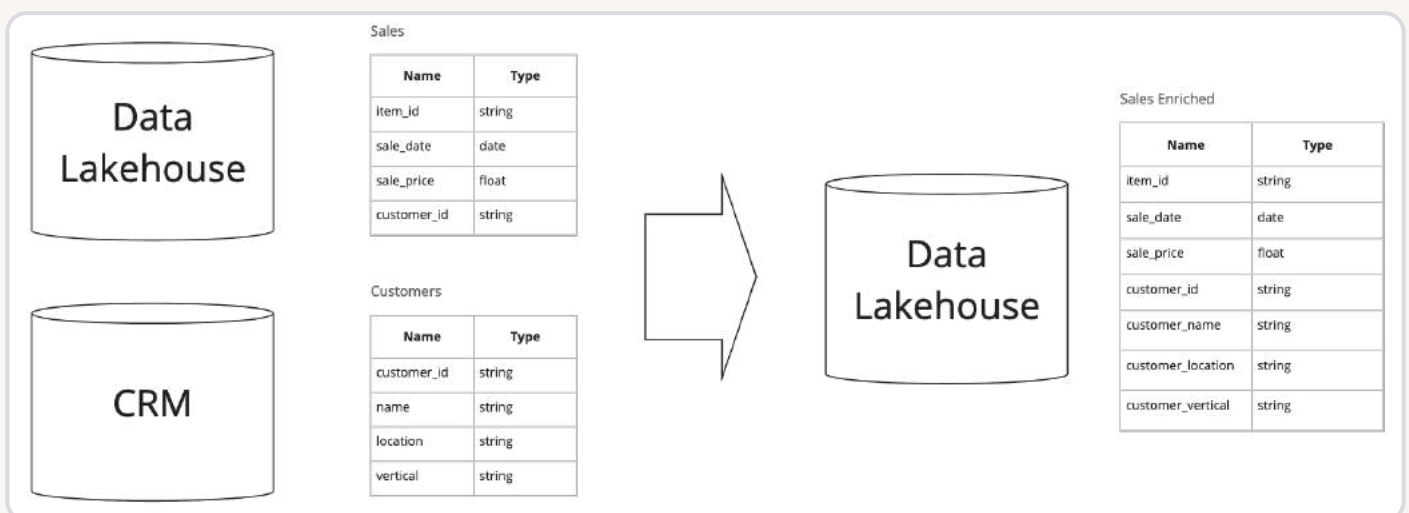 Data
Lakehouse
Sales
Name Type
item_id string
sale_date date
sale_price float
customer_id string
CRM
Customers
Name Type
customer_id string
name string
location string
vertical string
Data
Lakehouse
Sales Enriched
Name Type
item_id string
sale_date date
sale_price float
customer_id string
customer_name string
customer_location string
customer_vertical string